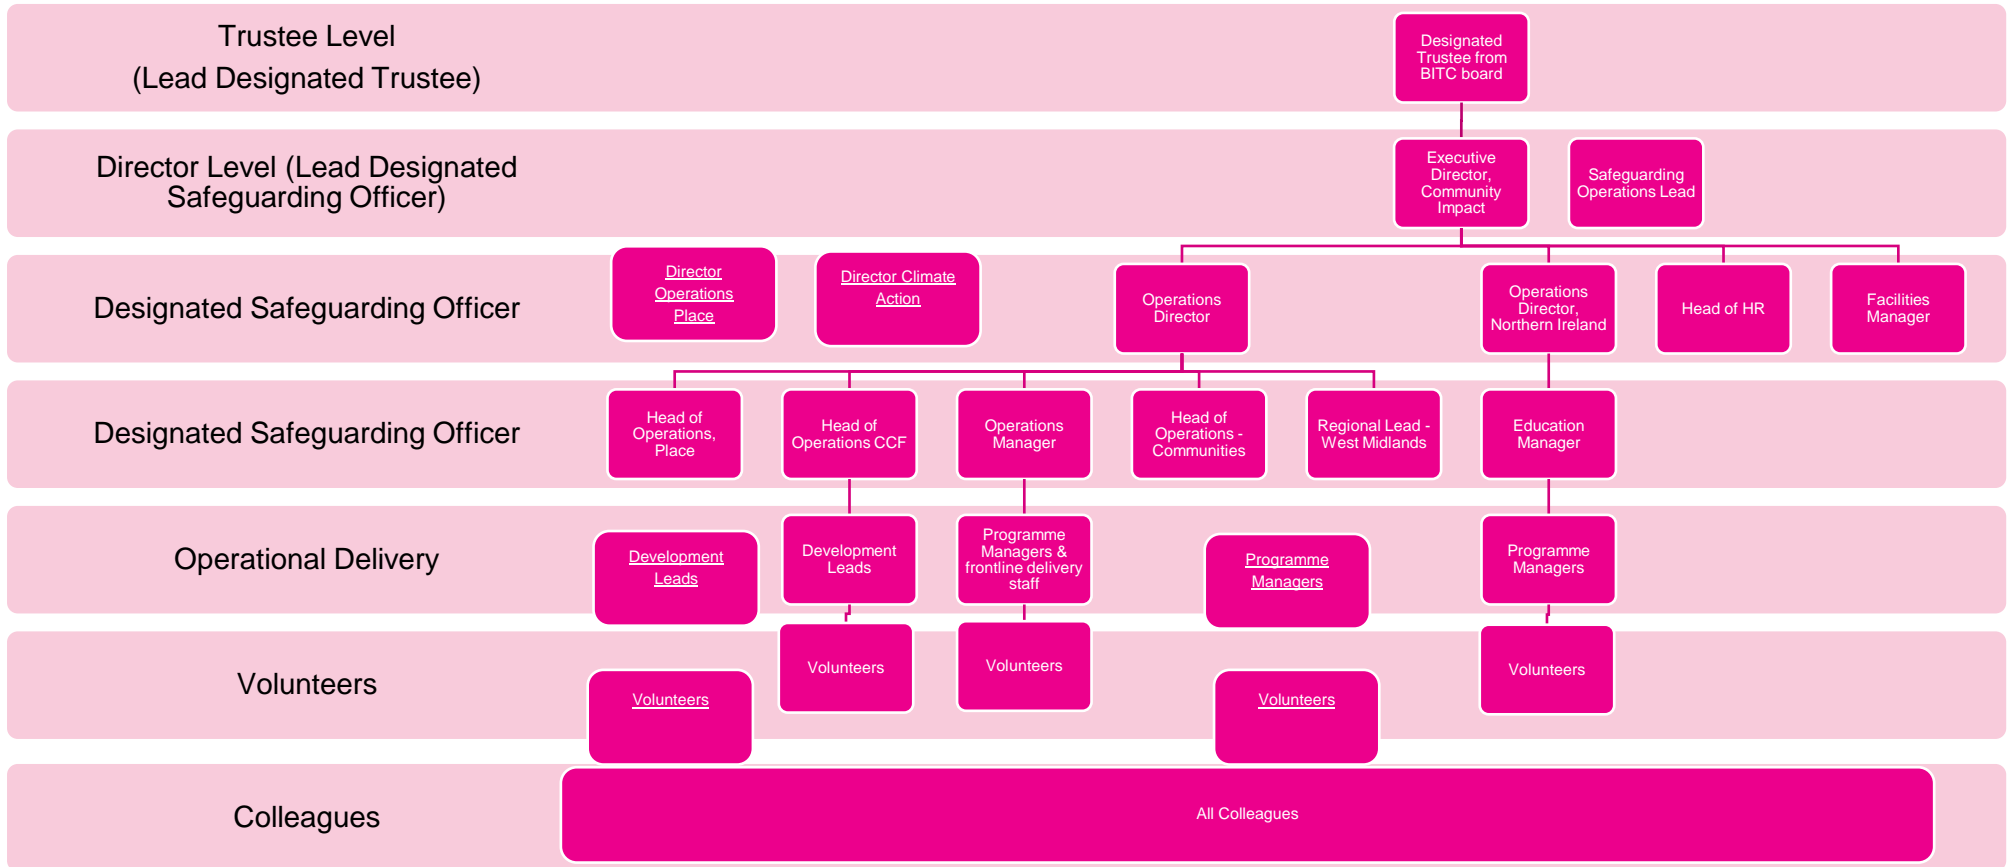 Trustee Level
(Lead Designated Trustee)
Designated
Trustee from
BITC board
Director Level (Lead Designated
Safeguarding Officer)
Executive
Director,
Community
Impact
Safeguarding
Operations Lead
Designated Safeguarding Officer
Director
Operations
Place
Director Climate
Action
Operations
Director
Operations
Director,
Northern Ireland
Head of HR
Facilities
Manager
Designated Safeguarding Officer
Head of
Operations,
Place
Head of
Operations CCF
Operations
Manager
Head of
Operations -
Communities
Regional Lead -
West Midlands
Education
Manager
Operational Delivery
Development
Leads
Development
Leads
Programme
Managers &
frontline delivery
staff
Programme
Managers
Programme
Managers
Volunteers
Volunteers
Volunteers
Volunteers
Volunteers
Volunteers
Colleagues
All Colleagues